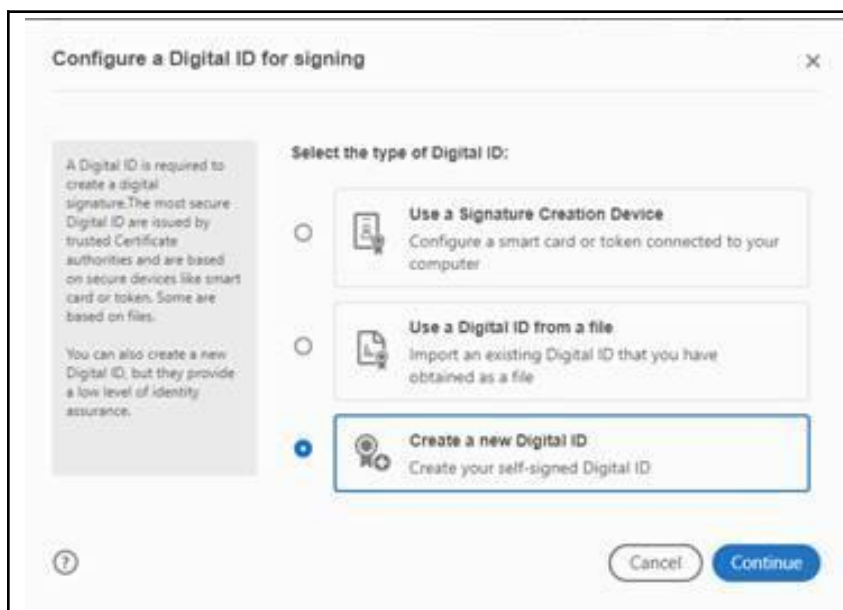 Configure a Digital ID for signing
A Digital ID is required to
create a digital
signature.The most secure
Digital ID are issued by
trusted Certificate
authorities and are based
on secure devices like smart
card or token. Some are
based on files.
You can also create a new
Digital ID, but they provide
a low level of identity
assurance.
Select the type of Digital ID:
Use a Signature Creation Device
Configure a smart card or token connected to your
computer
Use a Digital ID from a file
Import an existing Digital ID that you have
obtained as a file
Create a new Digital ID
Create your self-signed Digital ID
?
Cancel
Continue